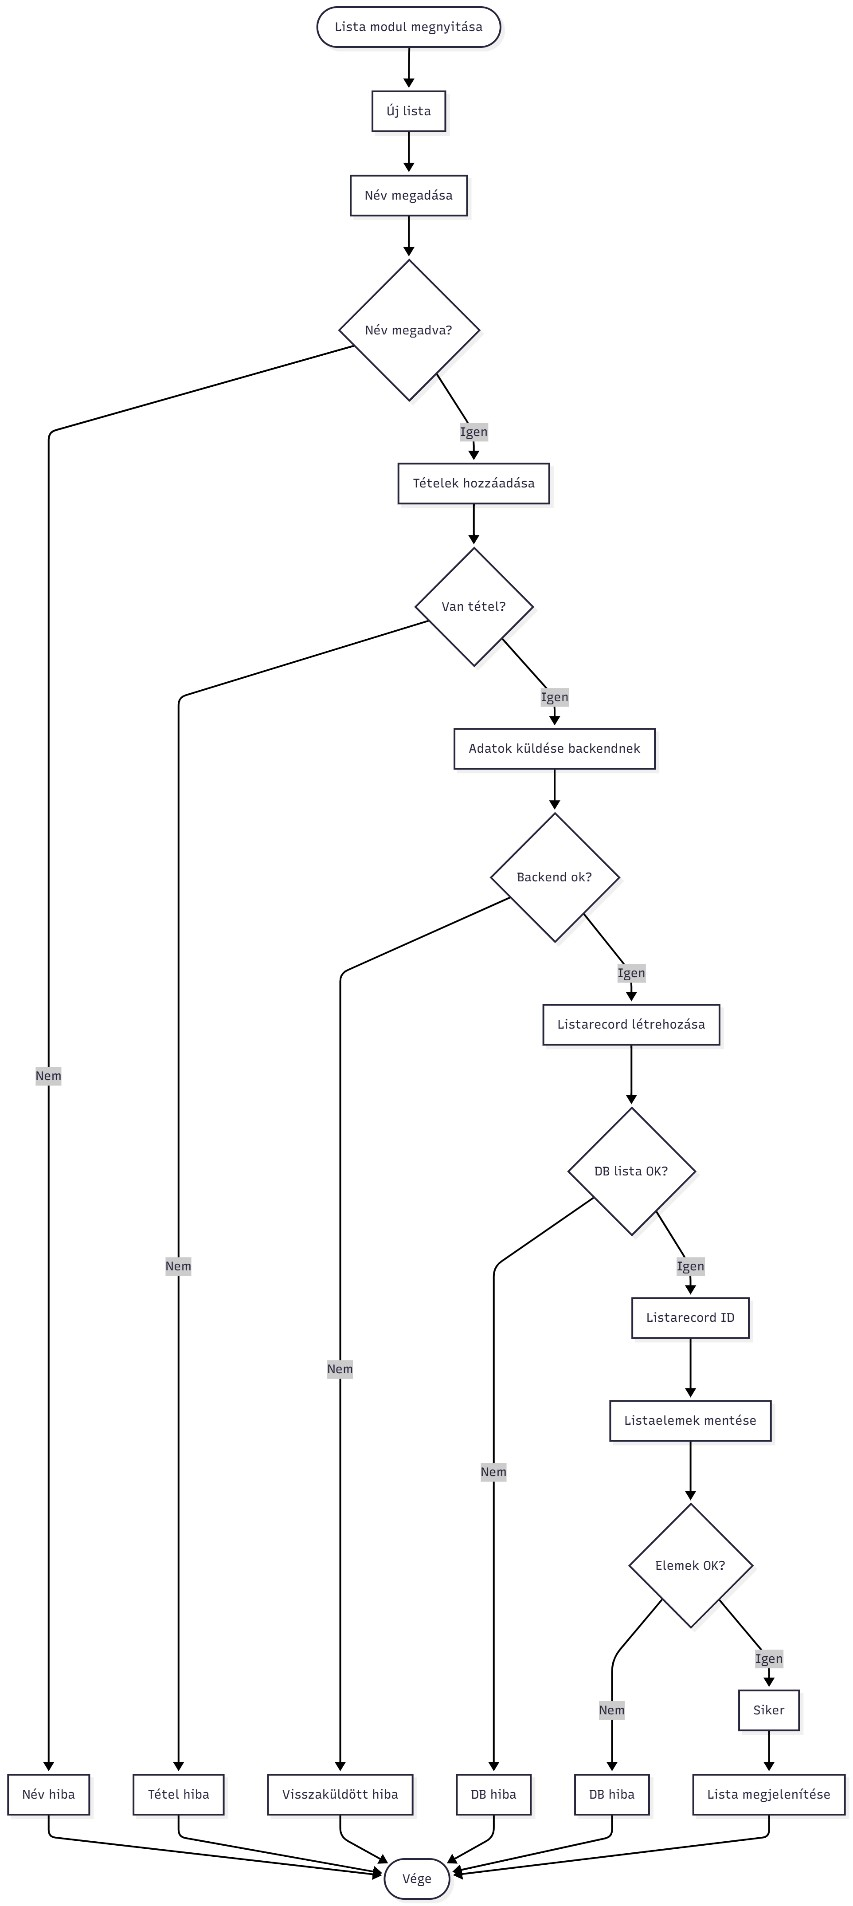 Lista modul megnyitása
Új lista
Név megadása
Név megadva?
Igen
Tételek hozzáadása
Van tétel?
Igen
Adatok küldése backendnek
Backend ok?
Igen
Listarecord létrehozása
Nem
DB lista OK?
Nem
Igen
Listarecord ID
Nem
Listaelemek mentése
Nem
Elemek OK?
Igen
Nem
Siker
Név hiba
Tétel hiba
Visszaküldött hiba
DB hiba
DB hiba
Lista megjelenítése
Vége